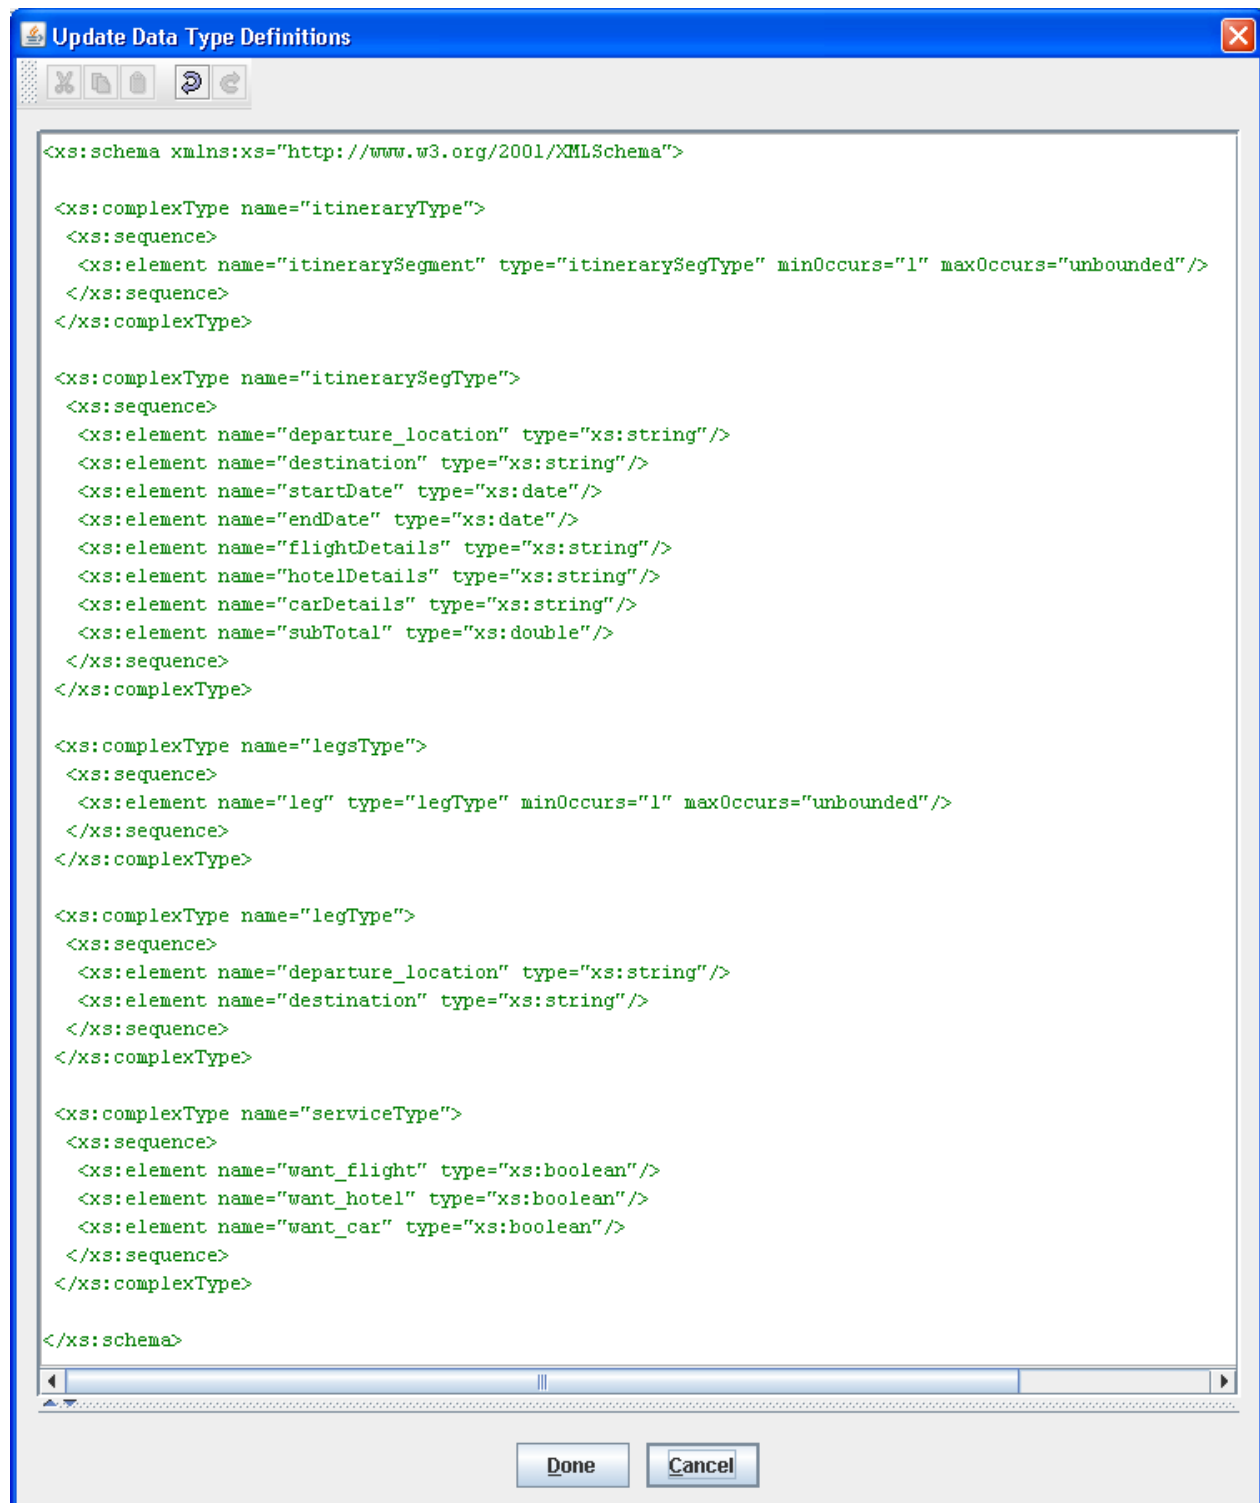 Update Data Type Definitions
<xs:schema xmlns:xs="http://www.w3.org/2001/XMLSchema">
<xs:complexType name="itineraryType">
<xs:sequence>
<xs:element name="itinerarySegment" type="itinerarySegType" minOccurs="1" maxOccurs="unbounded"/>
</xs:sequence>
</xs:complexType>
<xs:complexType name="itinerarySegType">
<xs:sequence>
<xs:element name="departure_location" type="xs:string"/>
<xs:element name="destination" type="xs:string"/>
<xs:element name="startDate" type="xs:date"/>
<xs:element name="endDate" type="xs:date"/>
<xs:element name="flightDetails" type="xs:string"/>
<xs:element name="hotelDetails" type="xs:string"/>
<xs:element name="carDetails" type="xs:string"/>
<xs:element name="subTotal" type="xs:double"/>
</xs:sequence>
</xs:complexType>
<xs:complexType name="legsType">
<xs:sequence>
<xs:element name="leg" type="legType" minOccurs="1" maxOccurs="unbounded"/>
</xs:sequence>
</xs:complexType>
<xs:complexType name="legType">
<xs:sequence>
<xs:element name="departure_location" type="xs:string"/>
<xs:element name="destination" type="xs:string"/>
</xs:sequence>
</xs:complexType>
<xs:complexType name="serviceType">
<xs:sequence>
<xs:element name="want_flight" type="xs:boolean"/>
<xs:element name="want_hotel" type="xs:boolean"/>
<xs:element name="want_car" type="xs:boolean"/>
</xs:sequence>
</xs:complexType>
</xs:schema>
Done Cancel